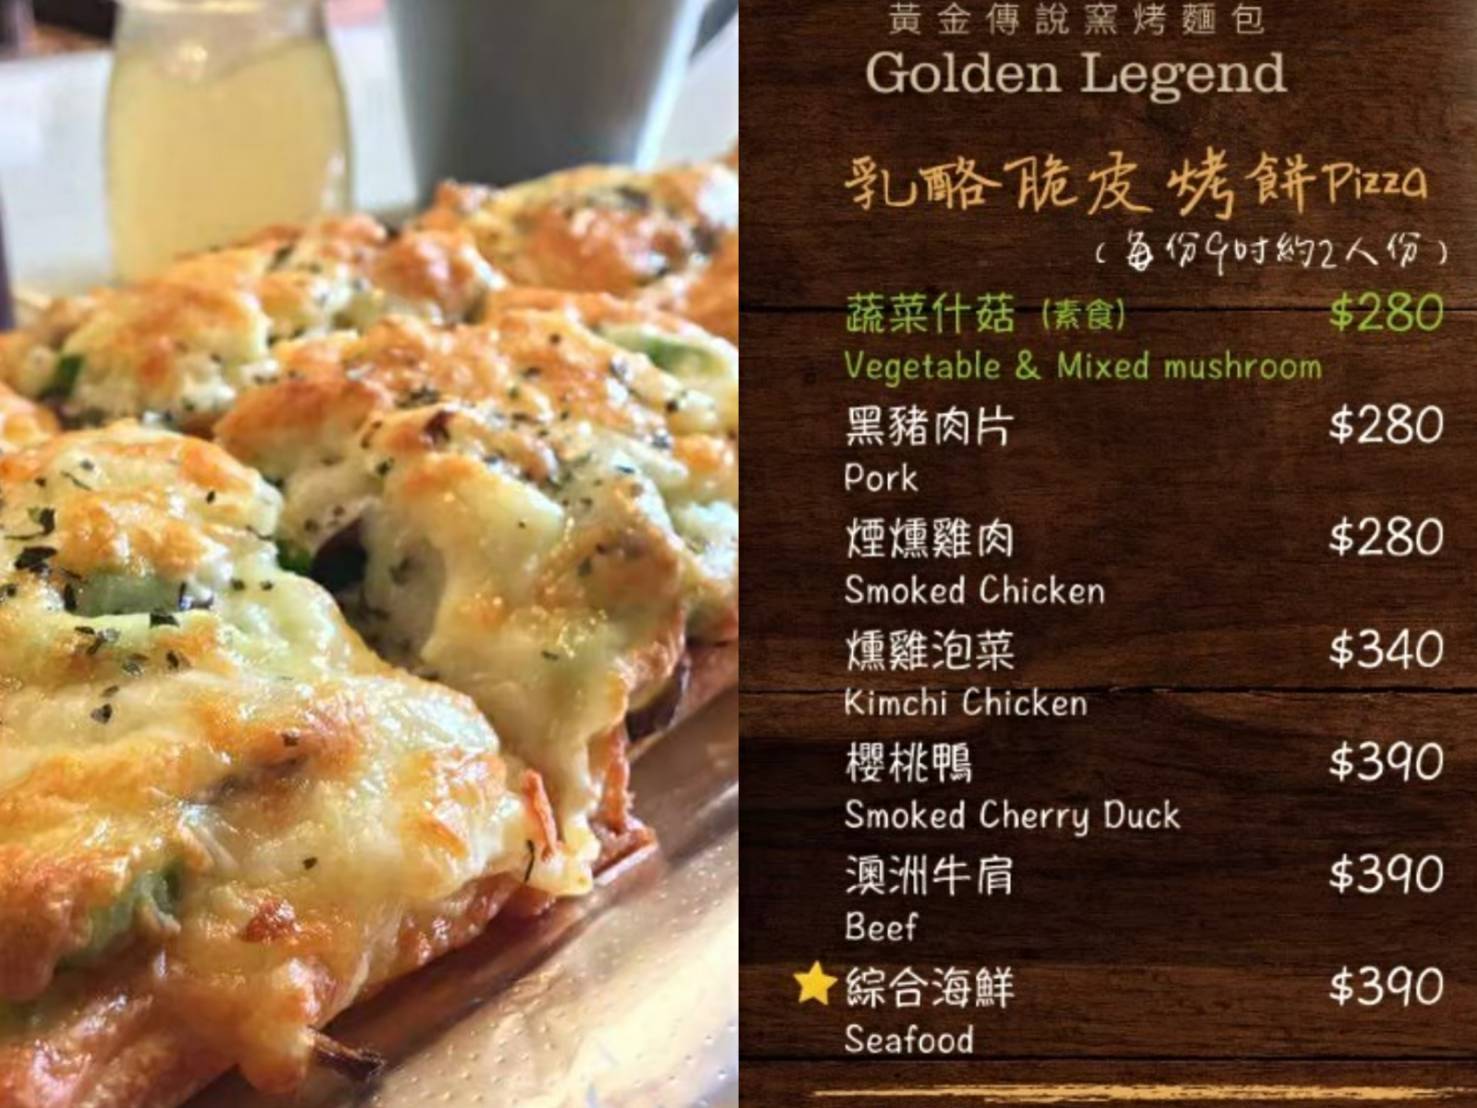 黃金傳說窯烤麵包
Golden Legend
乳酪脆皮烤餅Pizza
(每份9吋約2人份)
蔬菜什菇 (素食) $280
Vegetable & Mixed mushroom
黑豬肉片 $280
Pork
煙燻雞肉 $280
Smoked Chicken
燻雞泡菜 $340
Kimchi Chicken
櫻桃鴨 $390
Smoked Cherry Duck
澳洲牛肩 $390
Beef
綜合海鮮 $390
Seafood